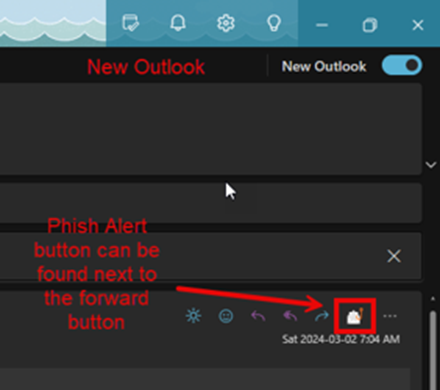 New Outlook
New Outlook
Phish Alert
button can be
found next to
the forward
button
Sat 2024-03-02 7:04 AM